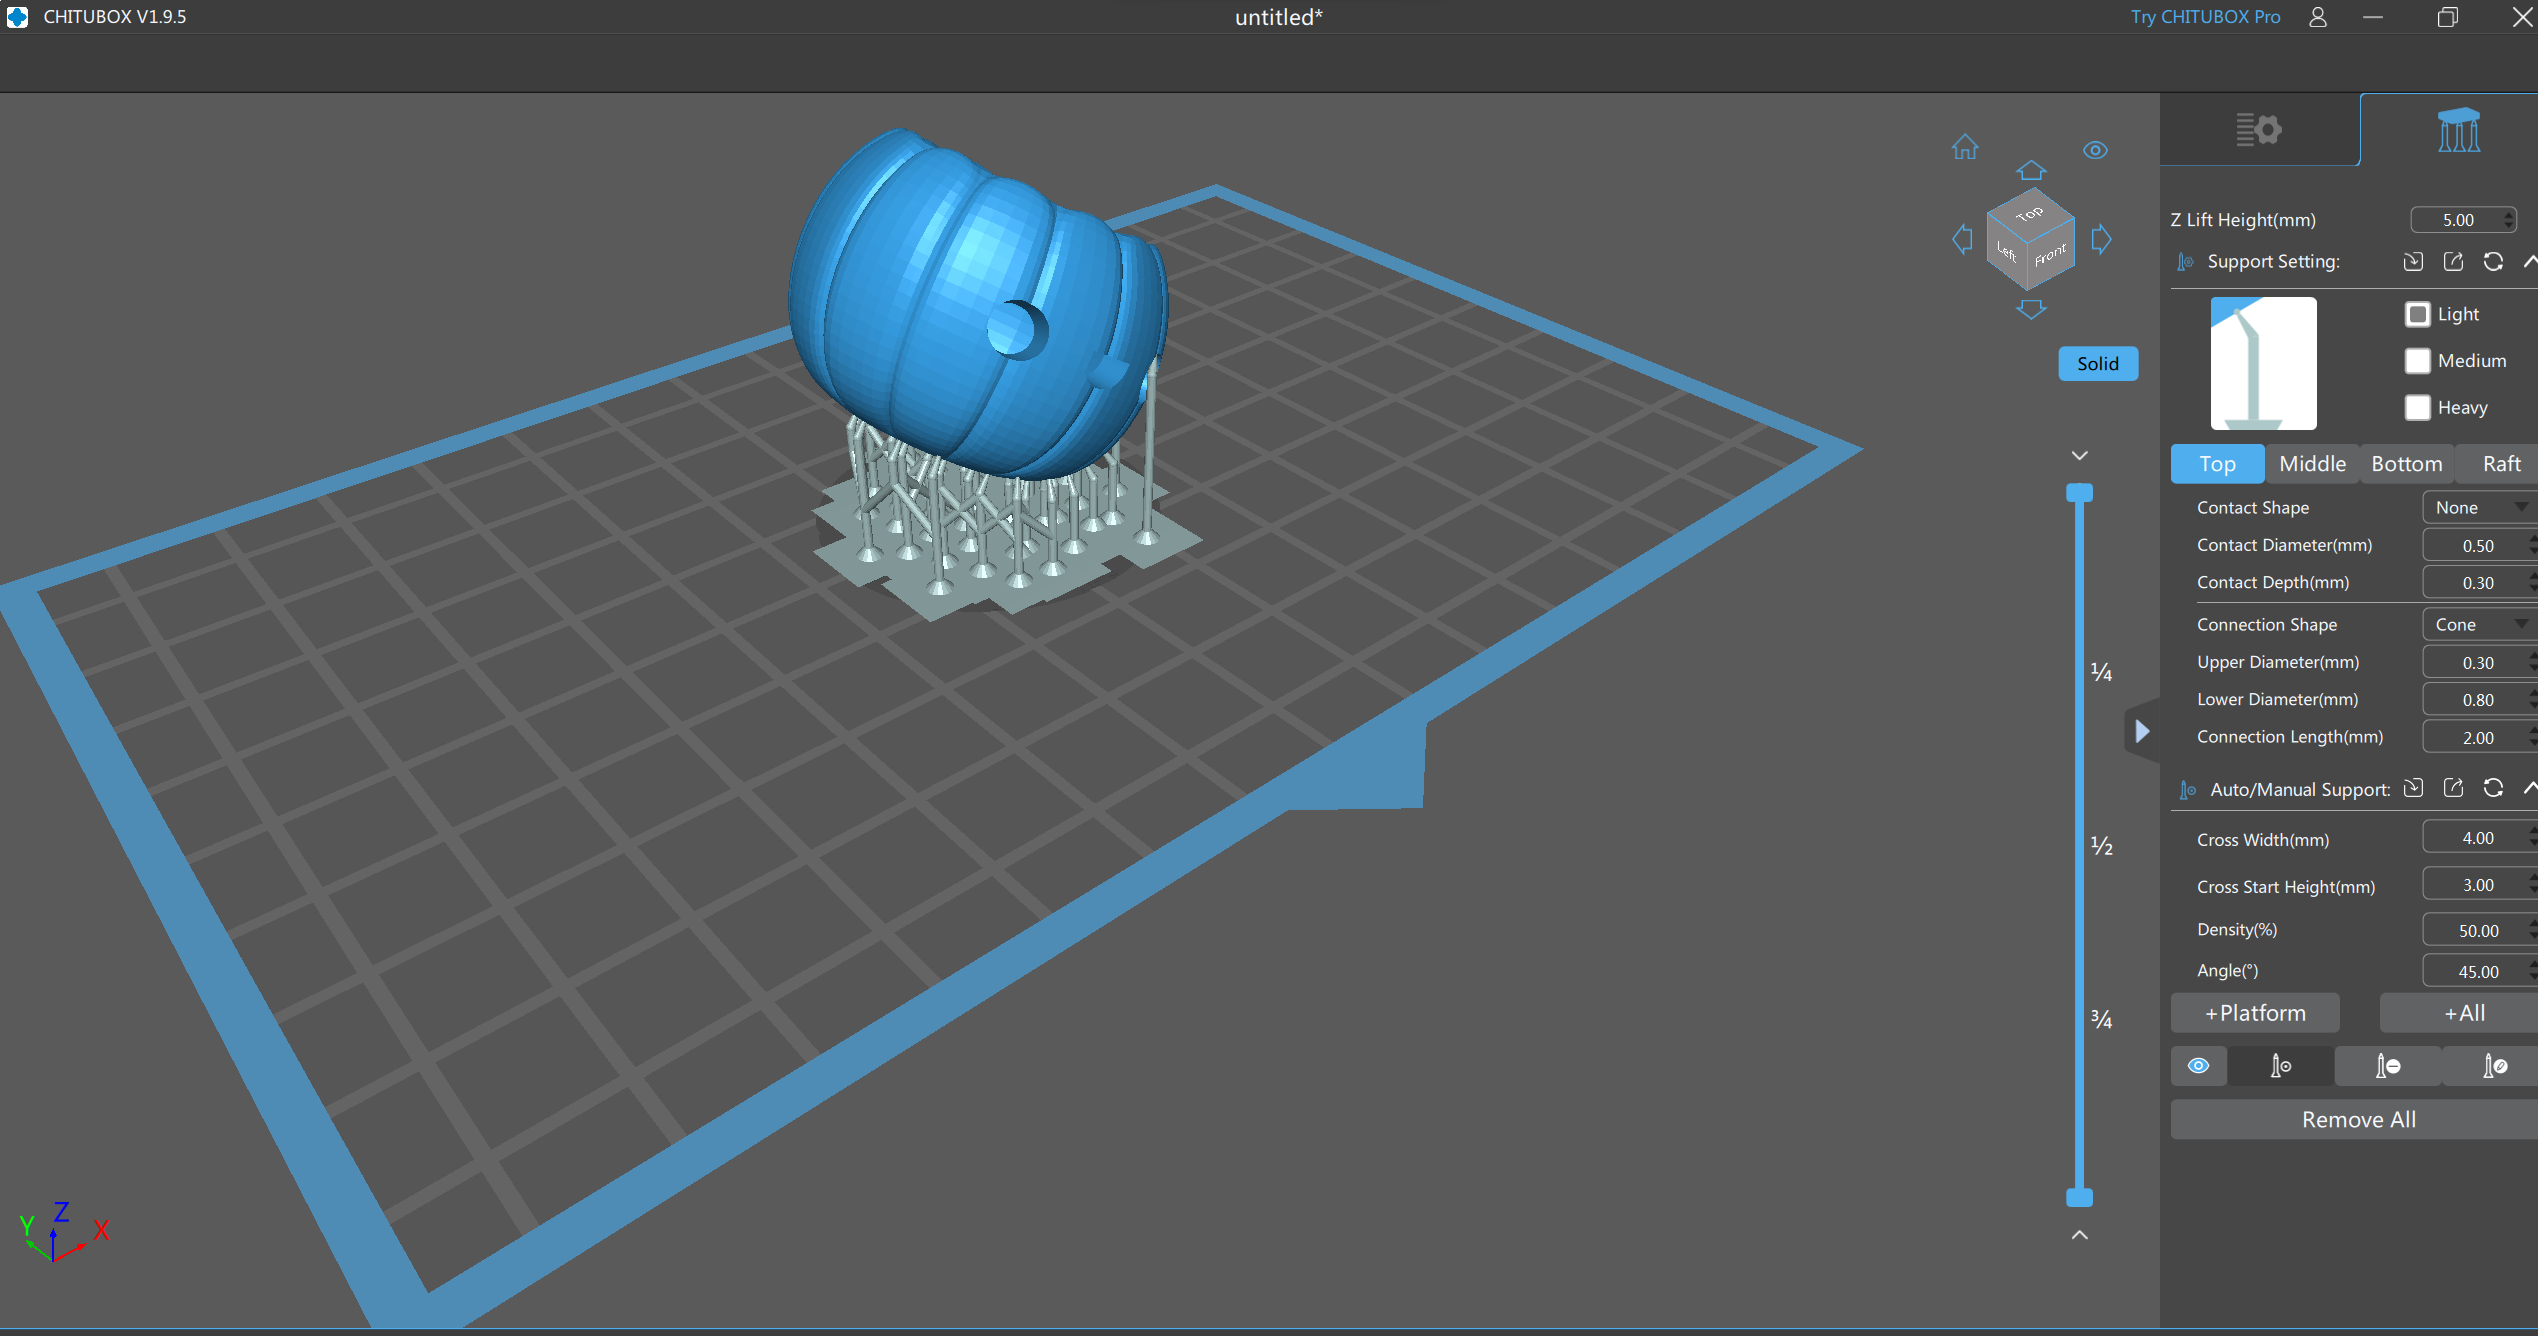 CHITUBOX V1.9.5
untitled*
Try CHITUBOX Pro
Top
Left
Front
Solid
¼
½
¾
Y
Z
X
Z Lift Height(mm) 5.00
Support Setting:
Light
Medium
Heavy
Top Middle Bottom Raft
Contact Shape None
Contact Diameter(mm) 0.50
Contact Depth(mm) 0.30
Connection Shape Cone
Upper Diameter(mm) 0.30
Lower Diameter(mm) 0.80
Connection Length(mm) 2.00
Auto/Manual Support:
Cross Width(mm) 4.00
Cross Start Height(mm) 3.00
Density(%) 50.00
Angle(°) 45.00
+Platform +All
Remove All